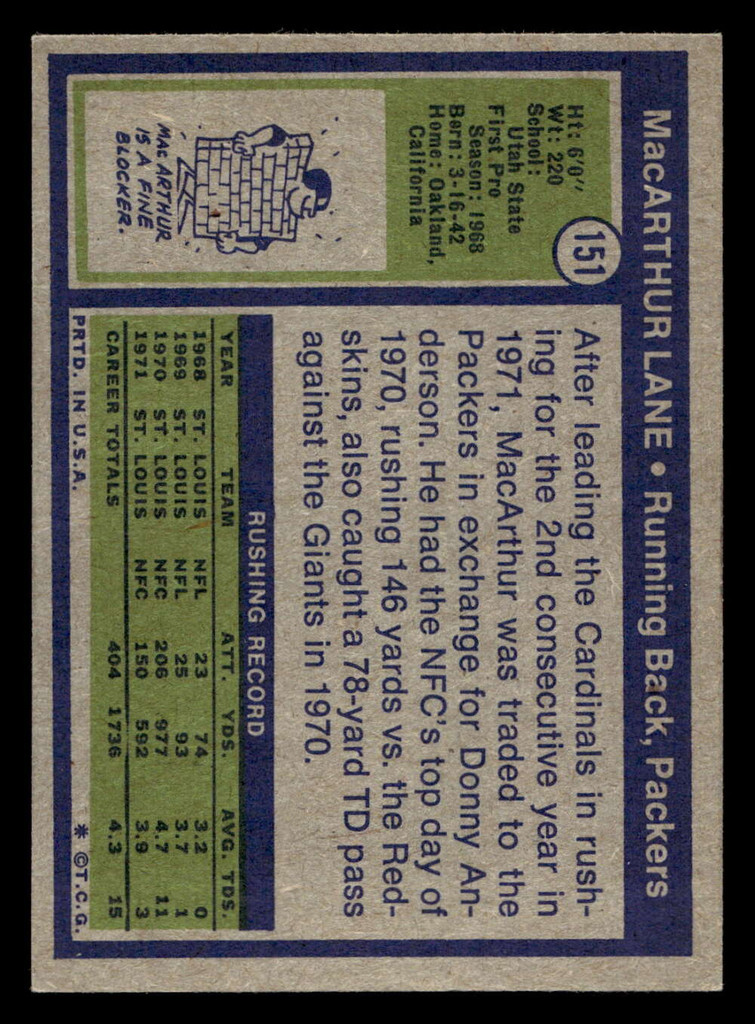 MacARTHUR LANE • Running Back, Packers
151
Ht: 6'0"
Wt: 220
School:
Utah State
First Pro
Season: 1968
Born: 3-16-42
Home: Oakland,
California
MACARTHUR
IS A FINE
BLOCKER.
After leading the Cardinals in rush-
ing for the 2nd consecutive year in
1971, MacArthur was traded to the
Packers in exchange for Donny An-
derson. He had the NFC's top day of
1970, rushing 146 yards vs. the Red-
skins, also caught a 78-yard TD pass
against the Giants in 1970.
RUSHING RECORD
YEAR TEAM ATT. YDS. AVG. TDS.
1968 ST. LOUIS NFL 23 74 3.2 0
1969 ST. LOUIS NFL 25 93 3.7 1
1970 ST. LOUIS NFC 206 977 4.7 11
1971 ST. LOUIS NFC 150 592 3.9 3
CAREER TOTALS 404 1736 4.3 15
PRTD. IN U.S.A. * ©T.C.G.